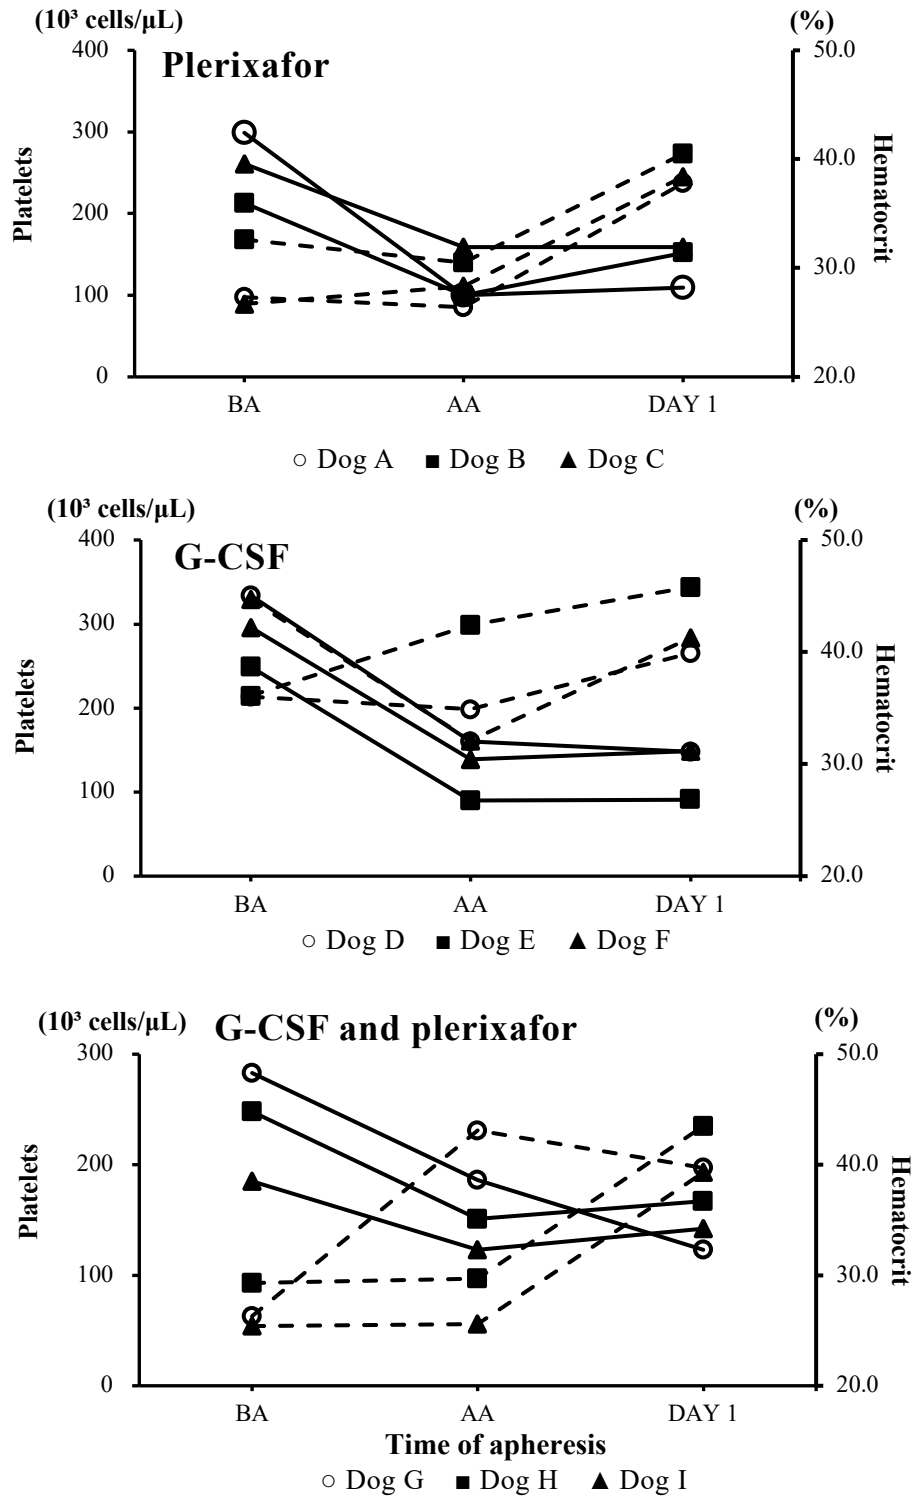 (10³ cells/µL) (%)
Plerixafor
400 50.0
300 40.0
200 30.0
100
0 20.0
Platelets
Hematocrit
BA AA DAY 1
○ Dog A ■ Dog B ▲ Dog C
(10³ cells/µL) (%)
G-CSF
400 50.0
300 40.0
200 30.0
100
0 20.0
Platelets
Hematocrit
BA AA DAY 1
○ Dog D ■ Dog E ▲ Dog F
(10³ cells/µL) G-CSF and plerixafor (%)
300 50.0
200 40.0
100 30.0
0 20.0
Platelets
Hematocrit
BA AA DAY 1
Time of apheresis
○ Dog G ■ Dog H ▲ Dog I